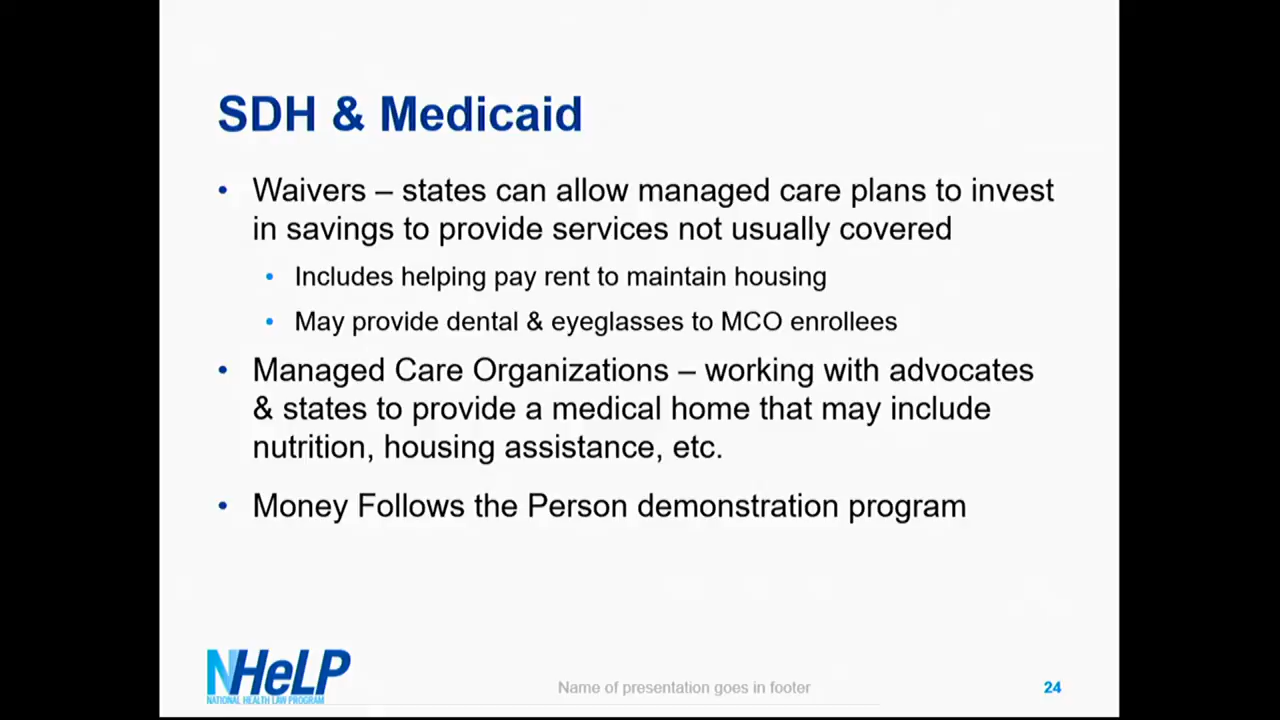 SDH & Medicaid
• Waivers – states can allow managed care plans to invest
in savings to provide services not usually covered
• Includes helping pay rent to maintain housing
• May provide dental & eyeglasses to MCO enrollees
• Managed Care Organizations – working with advocates
& states to provide a medical home that may include
nutrition, housing assistance, etc.
• Money Follows the Person demonstration program
NHeLP
NATIONAL HEALTH LAW PROGRAM
Name of presentation goes in footer
24